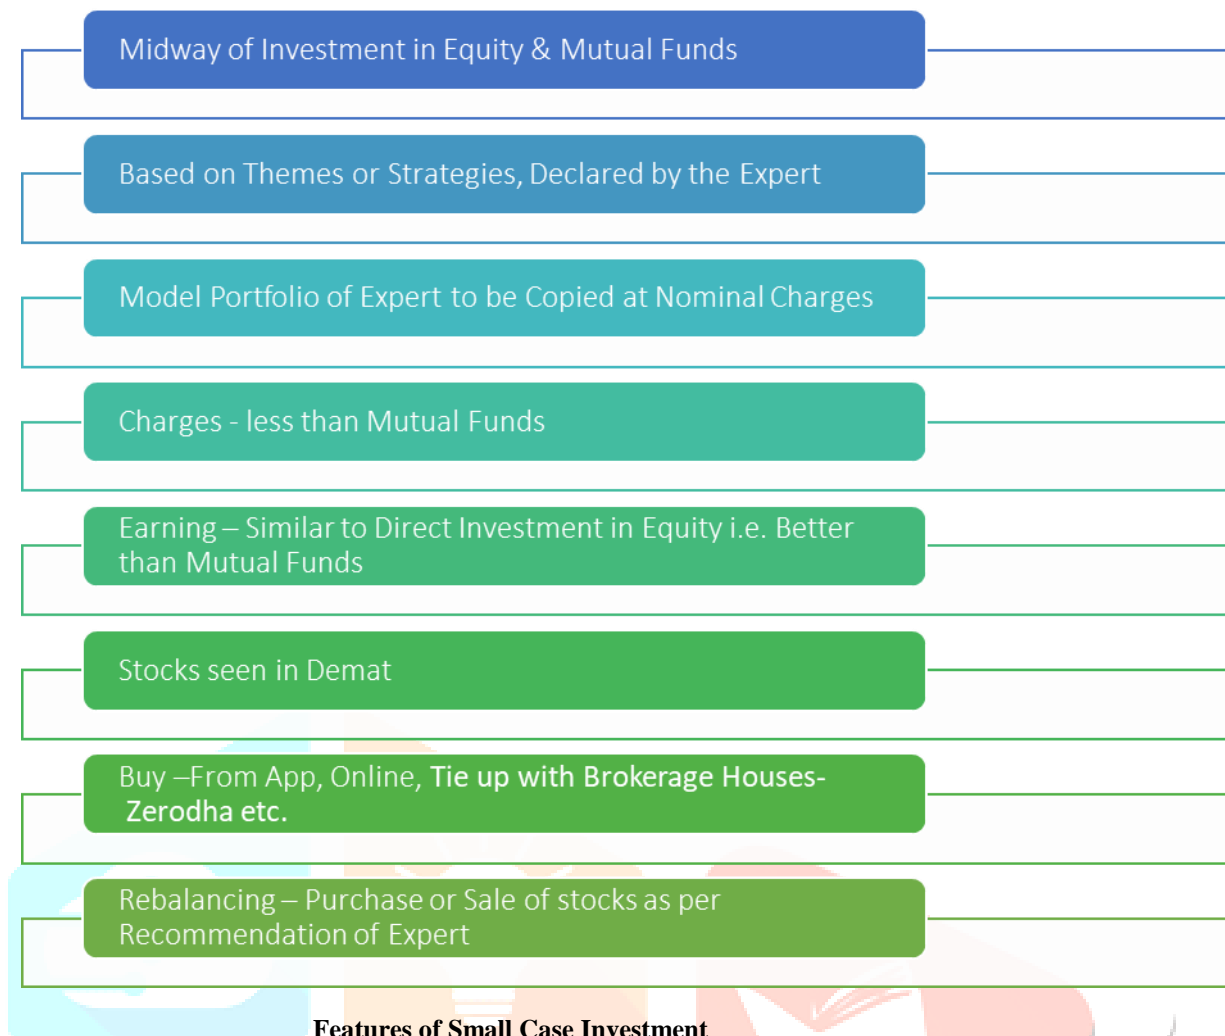 Midway of Investment in Equity & Mutual Funds
Based on Themes or Strategies, Declared by the Expert
Model Portfolio of Expert to be Copied at Nominal Charges
Charges - less than Mutual Funds
Earning – Similar to Direct Investment in Equity i.e. Better
than Mutual Funds
Stocks seen in Demat
Buy –From App, Online, Tie up with Brokerage Houses-
Zerodha etc.
Rebalancing – Purchase or Sale of stocks as per
Recommendation of Expert
Features of Small Case Investment